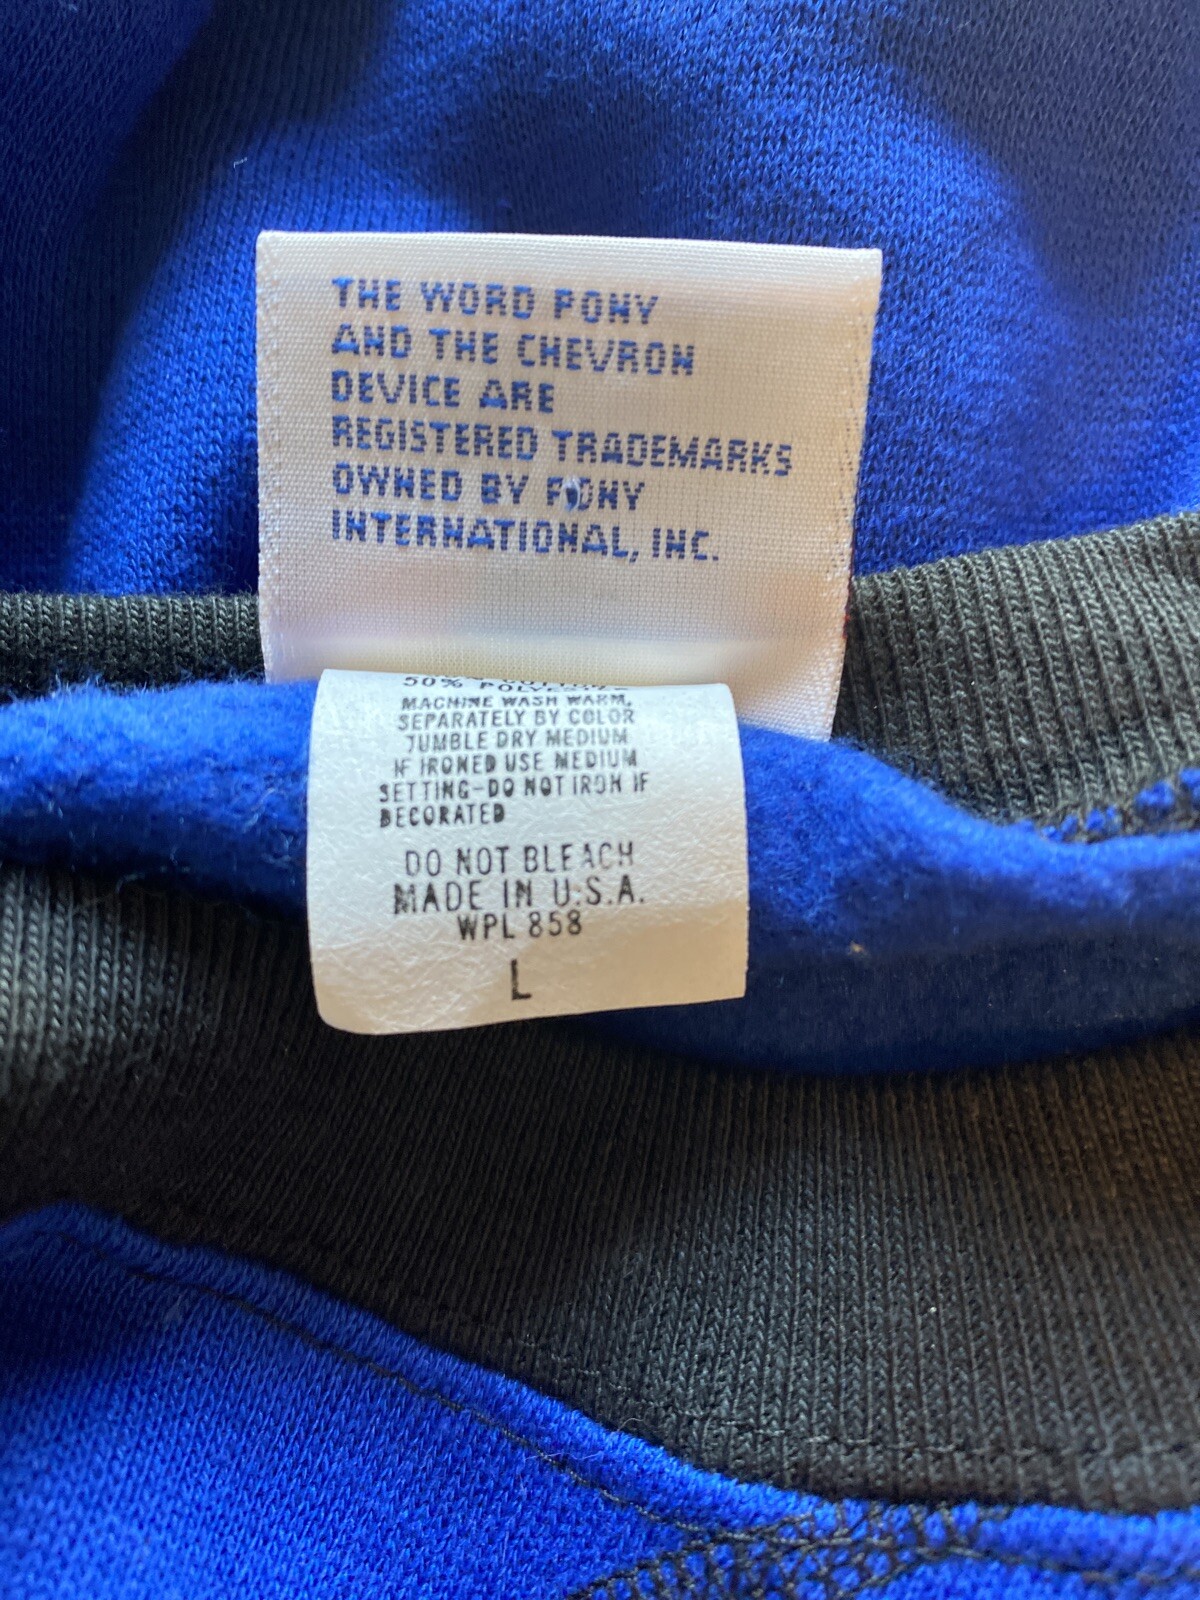 THE WORD PONY
AND THE CHEVRON
DEVICE ARE
REGISTERED TRADEMARKS
OWNED BY PONY
INTERNATIONAL, INC.
50% POLYESTER
MACHINE WASH WARM,
SEPARATELY BY COLOR
TUMBLE DRY MEDIUM
IF IRONED USE MEDIUM
SETTING-DO NOT IRON IF
DECORATED
DO NOT BLEACH
MADE IN U.S.A.
WPL 858
L